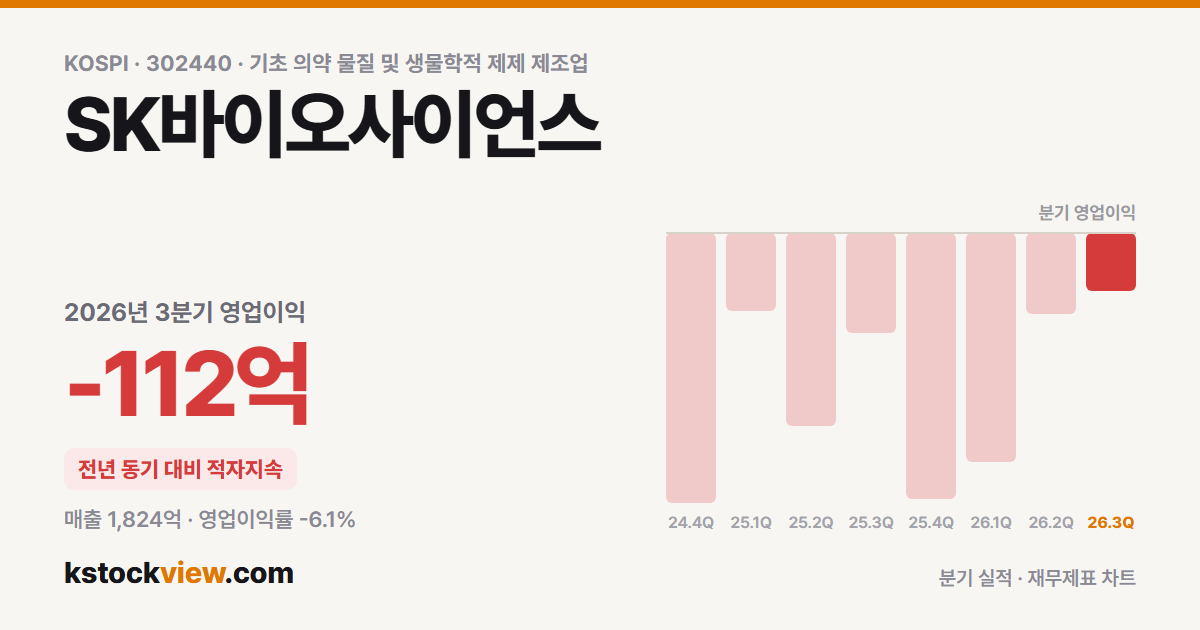 KOSPI · 302440 · 기초 의약 물질 및 생물학적 제제 제조업
SK바이오사이언스
분기 영업이익
2026년 3분기 영업이익
-112억
전년 동기 대비 적자지속
매출 1,824억 · 영업이익률 -6.1%
24.4Q 25.1Q 25.2Q 25.3Q 25.4Q 26.1Q 26.2Q 26.3Q
kstockview.com
분기 실적 · 재무제표 차트